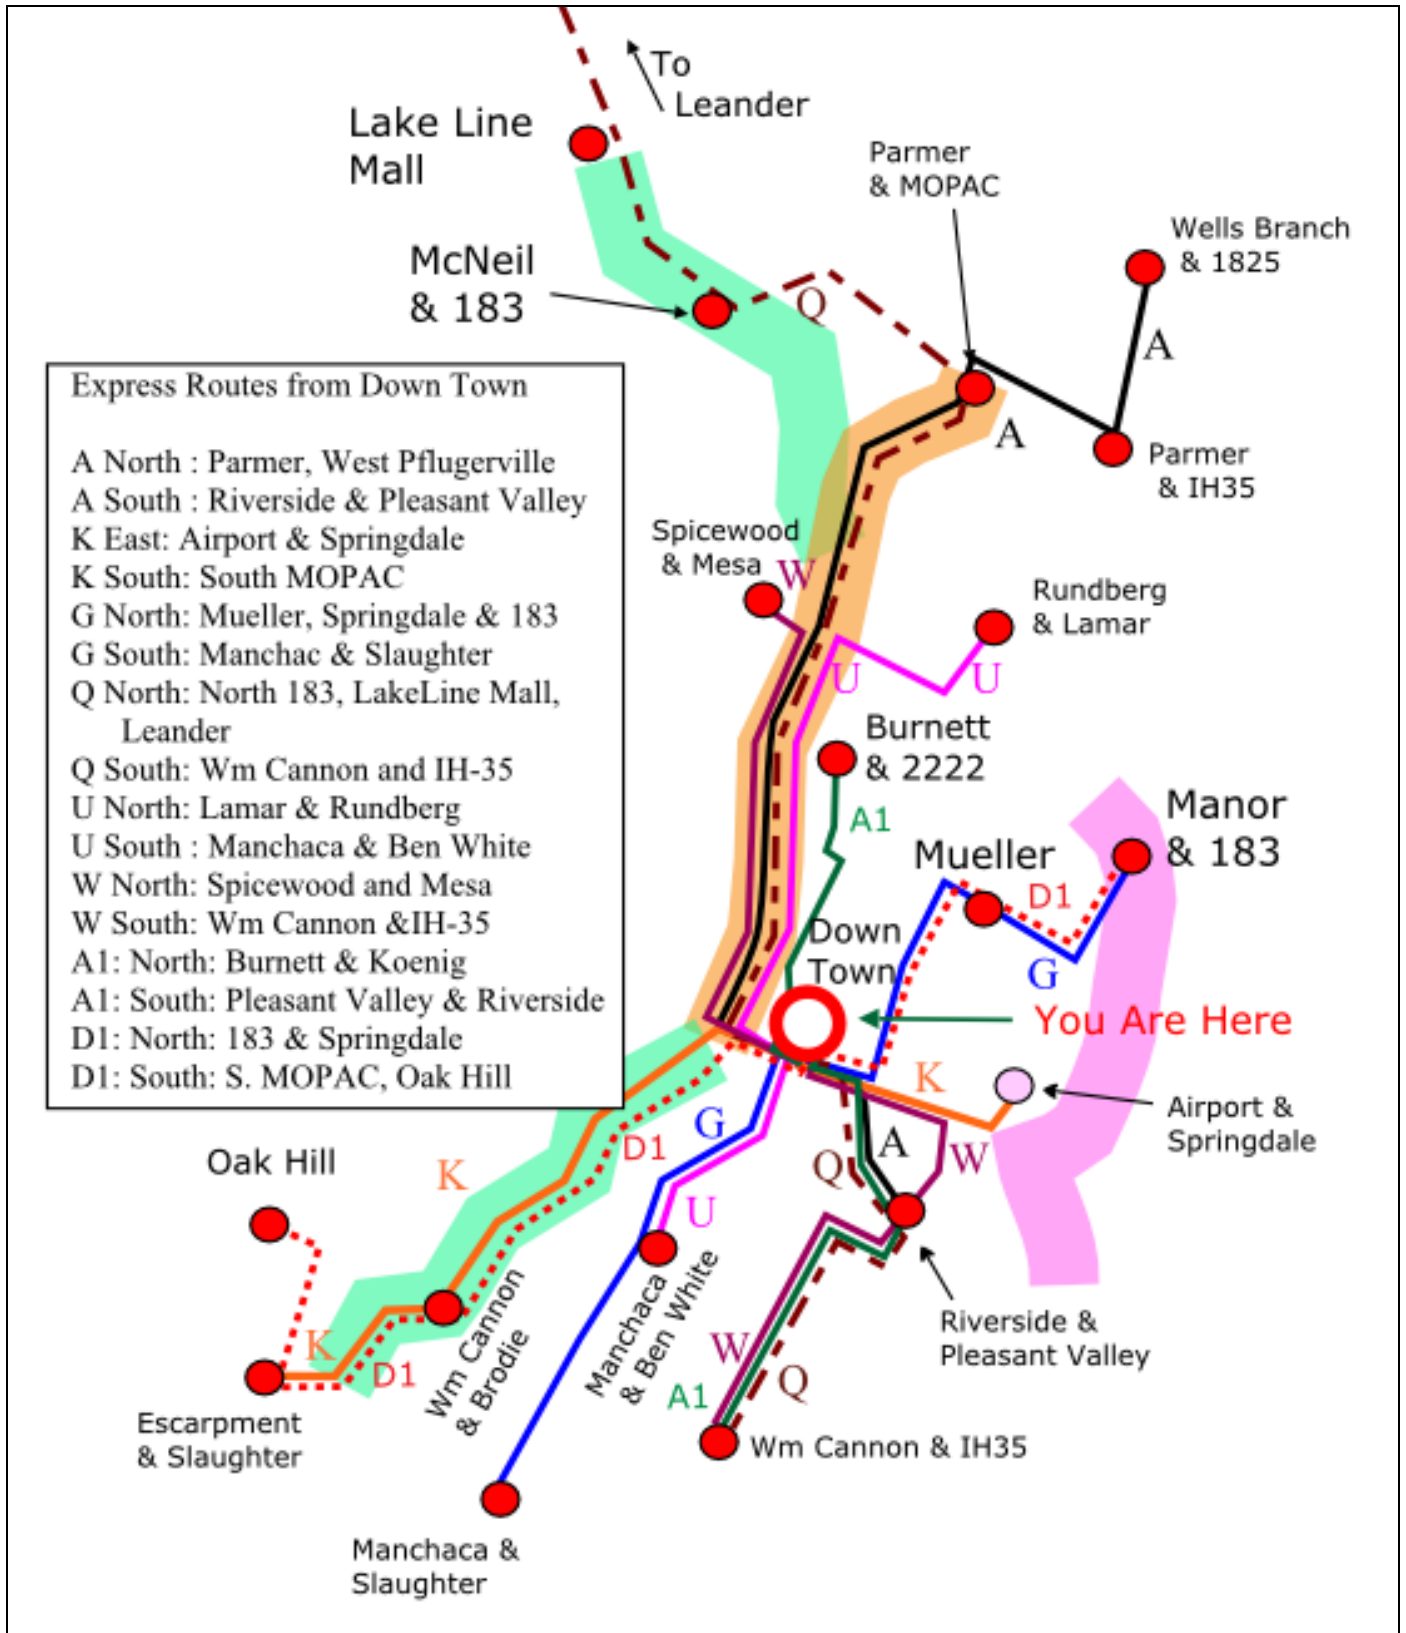 To
Leander
Lake Line
Mall
Parmer
& MOPAC
Wells Branch
& 1825
McNeil
& 183
Q
A
A
Parmer
& IH35
Express Routes from Down Town
A North : Parmer, West Pflugerville
A South : Riverside & Pleasant Valley
K East: Airport & Springdale
K South: South MOPAC
G North: Mueller, Springdale & 183
G South: Manchac & Slaughter
Q North: North 183, LakeLine Mall,
Leander
Q South: Wm Cannon and IH-35
U North: Lamar & Rundberg
U South : Manchaca & Ben White
W North: Spicewood and Mesa
W South: Wm Cannon &IH-35
A1: North: Burnett & Koenig
A1: South: Pleasant Valley & Riverside
D1: North: 183 & Springdale
D1: South: S. MOPAC, Oak Hill
Spicewood
& Mesa
W
Rundberg
& Lamar
U
U
Burnett
& 2222
A1
Manor
& 183
Mueller
D1
G
Down
Town
You Are Here
K
Airport &
Springdale
G
D1
A
Q
W
Oak Hill
K
U
Wm Cannon
& Brodie
Manchaca
& Ben White
Riverside &
Pleasant Valley
K
D1
W
Q
A1
Escarpment
& Slaughter
Wm Cannon & IH35
Manchaca &
Slaughter